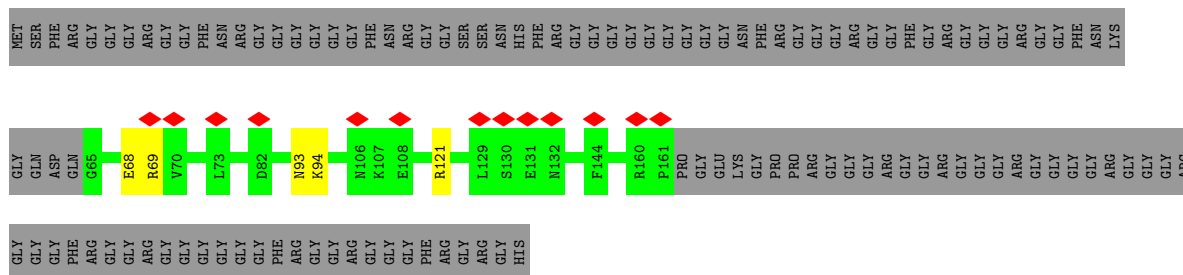 MET SER PHE ARG GLY GLY GLY ARG GLY GLY PHE ASN ARG GLY GLY GLY GLY GLY GLY PHE ASN ARG GLY GLY SER SER ASN HIS PHE ARG GLY GLY GLY GLY GLY GLY GLY GLY GLY ASN PHE ARG GLY GLY GLY ARG GLY GLY PHE GLY ARG GLY GLY GLY ARG GLY GLY PHE ASN LYS
GLY GLN ASP GLN G65 E68 R69 V70 L73 D82 N93 K94 N106 K107 E108 R121 L129 S130 E131 N132 F144 R160 P161 PRO GLY GLU LYS GLY PRO PRO ARG GLY GLY GLY ARG GLY GLY ARG GLY GLY GLY ARG GLY GLY GLY GLY ARG GLY GLY GLY ARG
GLY GLY GLY PHE ARG GLY GLY ARG GLY GLY GLY GLY GLY GLY PHE ARG GLY GLY ARG GLY GLY GLY PHE ARG GLY ARG GLY HIS